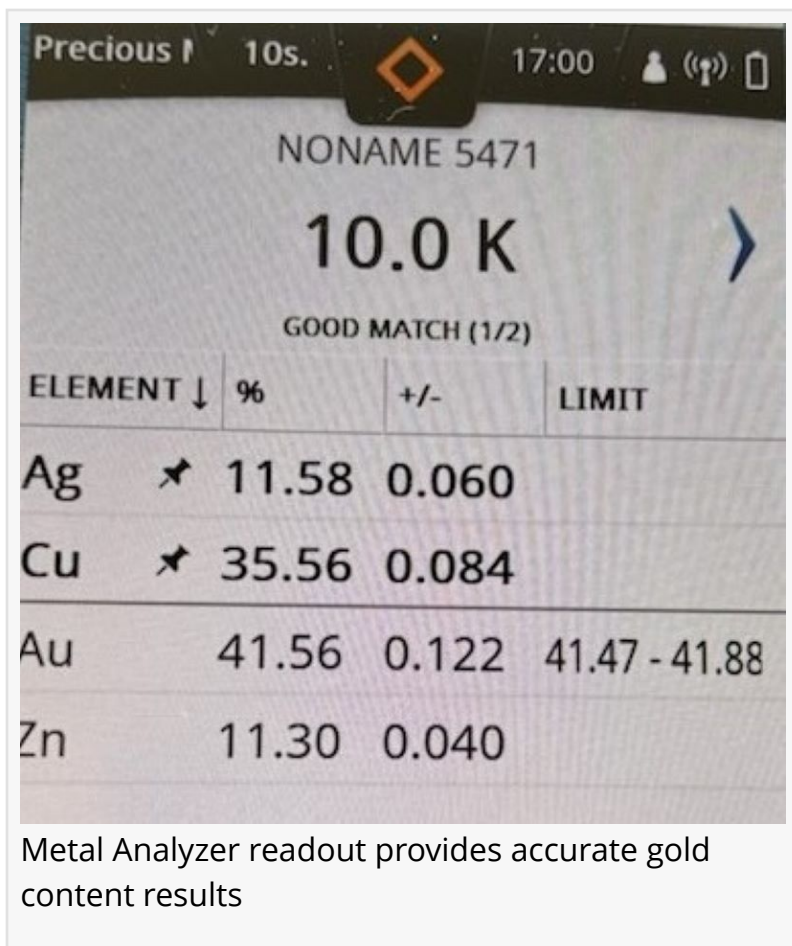 Precious 10s. 17:00
NONAME 5471
10.0 K
GOOD MATCH (1/2)
ELEMENT ↓ % +/- LIMIT
Ag 11.58 0.060
Cu 35.56 0.084
Au 41.56 0.122 41.47 - 41.88
Zn 11.30 0.040
Metal Analyzer readout provides accurate gold
content results